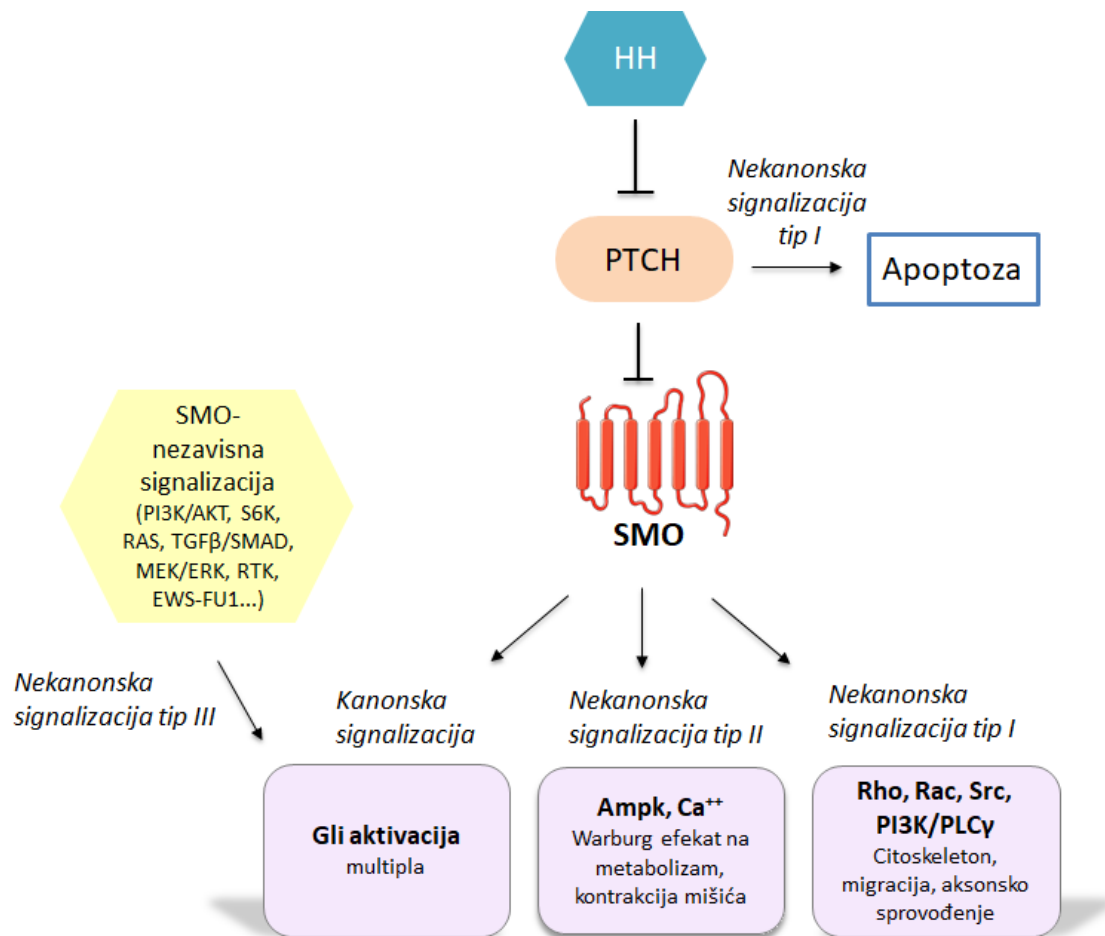 HH
Nekanonska
signalizacija
tip I
PTCH
Apoptoza
SMO-
nezavisna
signalizacija
(PI3K/AKT, S6K,
RAS, TGFβ/SMAD,
MEK/ERK, RTK,
EWS-FU1...)
SMO
Nekanonska
signalizacija tip III
Kanonska
signalizacija
Nekanonska
signalizacija tip II
Nekanonska
signalizacija tip I
Gli aktivacija
multipla
Ampk, Ca⁺⁺
Warburg efekat na
metabolizam,
kontrakcija mišića
Rho, Rac, Src,
PI3K/PLCγ
Citoskeleton,
migracija, aksonsko
sprovođenje